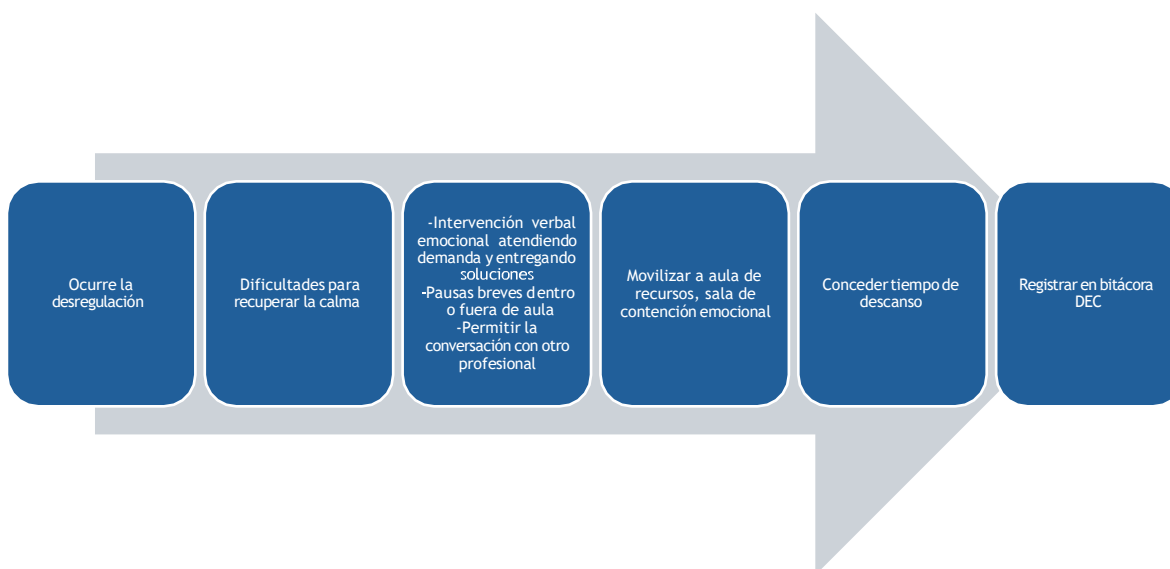 Ocurre la
desregulación
Dificultades para
recuperar la calma
-Intervención verbal
emocional atendiendo
demanda y entregando
soluciones
-Pausas breves dentro
o fuera de aula
-Permitir la
conversación con otro
profesional
Movilizar a aula de
recursos, sala de
contención emocional
Conceder tiempo de
descanso
Registrar en bitácora
DEC